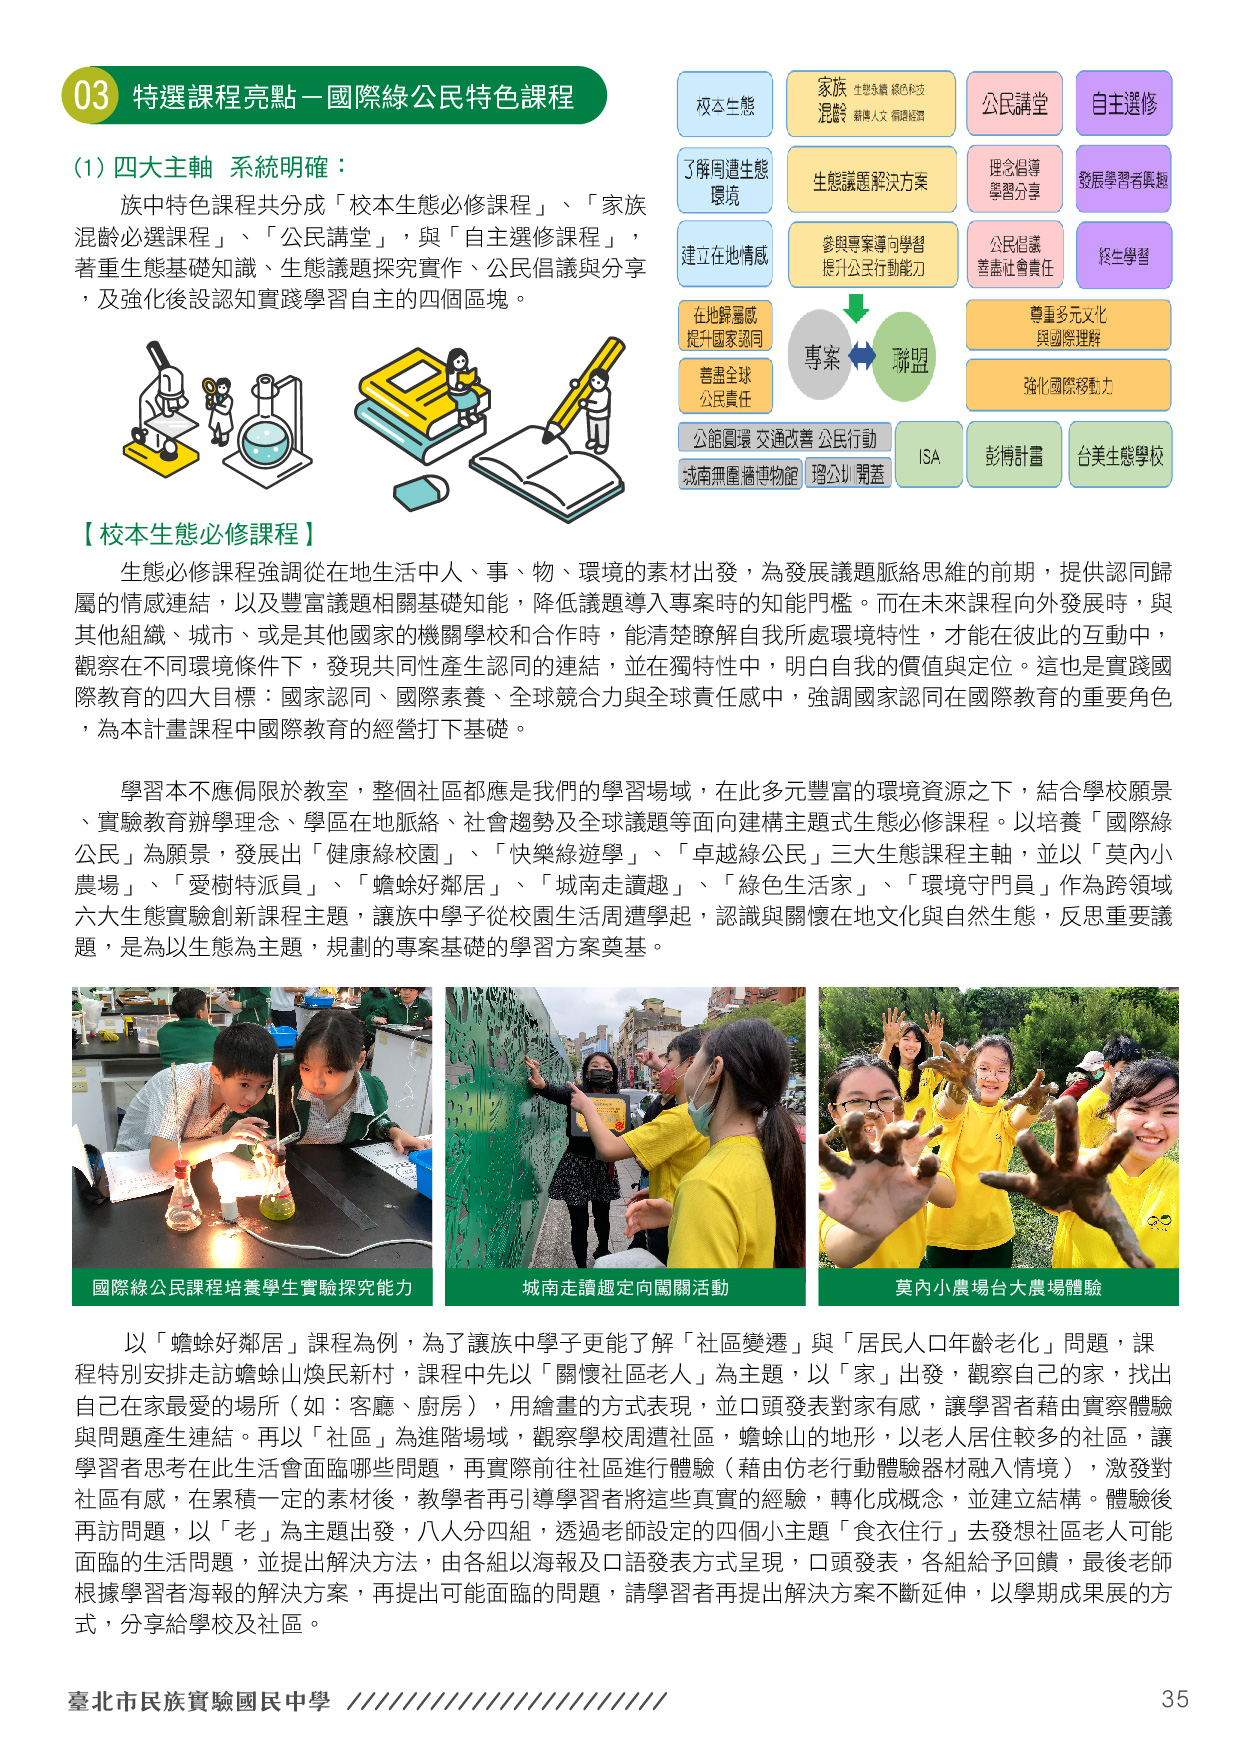 03 特選課程亮點－國際綠公民特色課程
(1) 四大主軸 系統明確：
族中特色課程共分成「校本生態必修課程」、「家族
混齡必選課程」、「公民講堂」，與「自主選修課程」，
著重生態基礎知識、生態議題探究實作、公民倡議與分享
，及強化後設認知實踐學習自主的四個區塊。
校本生態
家族 生態永續 綠色科技
混齡 薪傳人文 循環經濟
公民講堂
自主選修
了解周遭生態
環境
生態議題解決方案
理念倡導
學習分享
發展學習者興趣
建立在地情感
參與專案導向學習
提升公民行動能力
公民倡議
善盡社會責任
終生學習
在地歸屬感
提升國家認同
善盡全球
公民責任
專案
聯盟
尊重多元文化
與國際理解
強化國際移動力
公館圓環 交通改善 公民行動
城南無圍牆博物館
瑠公圳開蓋
ISA
彭博計畫
台美生態學校
【校本生態必修課程】
生態必修課程強調從在地生活中人、事、物、環境的素材出發，為發展議題脈絡思維的前期，提供認同歸
屬的情感連結，以及豐富議題相關基礎知能，降低議題導入專案時的知能門檻。而在未來課程向外發展時，與
其他組織、城市、或是其他國家的機關學校和合作時，能清楚瞭解自我所處環境特性，才能在彼此的互動中，
觀察在不同環境條件下，發現共同性產生認同的連結，並在獨特性中，明白自我的價值與定位。這也是實踐國
際教育的四大目標：國家認同、國際素養、全球競合力與全球責任感中，強調國家認同在國際教育的重要角色
，為本計畫課程中國際教育的經營打下基礎。
學習本不應侷限於教室，整個社區都應是我們的學習場域，在此多元豐富的環境資源之下，結合學校願景
、實驗教育辦學理念、學區在地脈絡、社會趨勢及全球議題等面向建構主題式生態必修課程。以培養「國際綠
公民」為願景，發展出「健康綠校園」、「快樂綠遊學」、「卓越綠公民」三大生態課程主軸，並以「莫內小
農場」、「愛樹特派員」、「蟾蜍好鄰居」、「城南走讀趣」、「綠色生活家」、「環境守門員」作為跨領域
六大生態實驗創新課程主題，讓族中學子從校園生活周遭學起，認識與關懷在地文化與自然生態，反思重要議
題，是為以生態為主題，規劃的專案基礎的學習方案奠基。
國際綠公民課程培養學生實驗探究能力
城南走讀趣定向闖關活動
莫內小農場台大農場體驗
以「蟾蜍好鄰居」課程為例，為了讓族中學子更能了解「社區變遷」與「居民人口年齡老化」問題，課
程特別安排走訪蟾蜍山煥民新村，課程中先以「關懷社區老人」為主題，以「家」出發，觀察自己的家，找出
自己在家最愛的場所（如：客廳、廚房），用繪畫的方式表現，並口頭發表對家有感，讓學習者藉由實察體驗
與問題產生連結。再以「社區」為進階場域，觀察學校周遭社區，蟾蜍山的地形，以老人居住較多的社區，讓
學習者思考在此生活會面臨哪些問題，再實際前往社區進行體驗（藉由仿老行動體驗器材融入情境），激發對
社區有感，在累積一定的素材後，教學者再引導學習者將這些真實的經驗，轉化成概念，並建立結構。體驗後
再訪問題，以「老」為主題出發，八人分四組，透過老師設定的四個小主題「食衣住行」去發想社區老人可能
面臨的生活問題，並提出解決方法，由各組以海報及口語發表方式呈現，口頭發表，各組給予回饋，最後老師
根據學習者海報的解決方案，再提出可能面臨的問題，請學習者再提出解決方案不斷延伸，以學期成果展的方
式，分享給學校及社區。
臺北市民族實驗國民中學
35